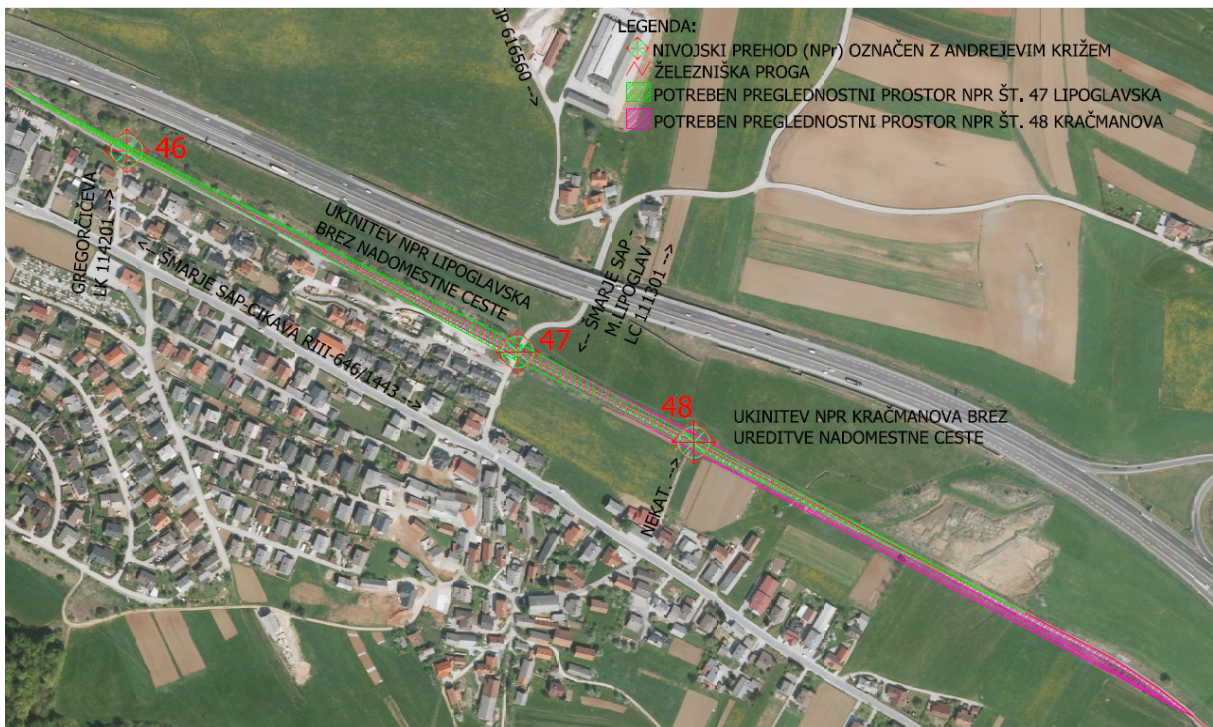 LEGENDA:
NIVOJSKI PREHOD (NPr) OZNAČEN Z ANDREJEVIM KRIŽEM
ŽELEZNIŠKA PROGA
POTREBEN PREGLEDNOSTNI PROSTOR NPR ŠT. 47 LIPOGLAVSKA
POTREBEN PREGLEDNOSTNI PROSTOR NPR ŠT. 48 KRAČMANOVA
JP 616560 -->
46
GREGORČIČEVA
LK 114201 -->
UKINITEV NPR LIPOGLAVSKA
BREZ NADOMESTNE CESTE
<-- ŠMARJE SAP-CIKAVA RIII-646/1443 -->
<-- ŠMARJE SAP -
M.LIPOGLAV
LC 111301 -->
47
48
UKINITEV NPR KRAČMANOVA BREZ
UREDITVE NADOMESTNE CESTE
NEKAT. -->